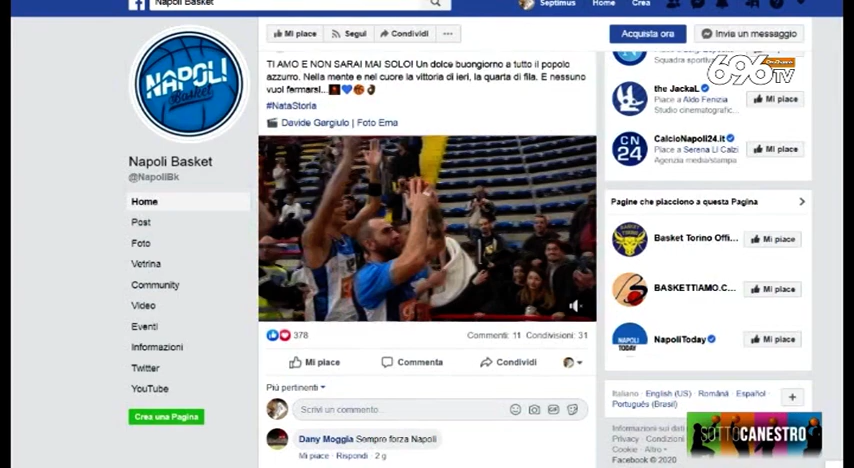 Napoli Basket
Septimus
Home
Crea
Mi piace
Segui
Condividi
Acquista ora
Invia un messaggio
696
TV
NAPOLI
Basket
TI AMO E NON SARAI MAI SOLO! Un dolce buongiorno a tutto il popolo
azzurro. Nella mente e nel cuore la vittoria di ieri, la quarta di fila. E nessuno
vuol fermarsi...
#NataStoria
Davide Gargiulo | Foto Ema
Napoli Basket
@NapoliBk
Home
Post
Foto
Vetrina
Community
Video
Eventi
Informazioni
Twitter
YouTube
Crea una Pagina
378
Commenti: 11 Condivisioni: 31
Mi piace
Commenta
Condividi
Più pertinenti
Scrivi un commento...
GIF
Dany Moggia Sempro forza Napoli
Mi piace · Rispondi · 2 g
Squadra sportiva
the JackaL
Piace a Aldo Fenizia
Studio cinematografic...
Mi piace
CN
24
CalcioNapoli24.it
Piace a Serena Li Calzi
Agenzia media/stampa
Mi piace
Pagine che piacciono a questa Pagina
Basket Torino Offi...
Mi piace
BASKETTIAMO.C...
Mi piace
NAPOLI
TODAY
NapoliToday
Mi piace
Italiano · English (US) · Română · Español ·
Português (Brasil)
Informazioni sui dati
Privacy · Condizioni
Cookie · Altro
Facebook © 2020
SOTTOCANESTRO